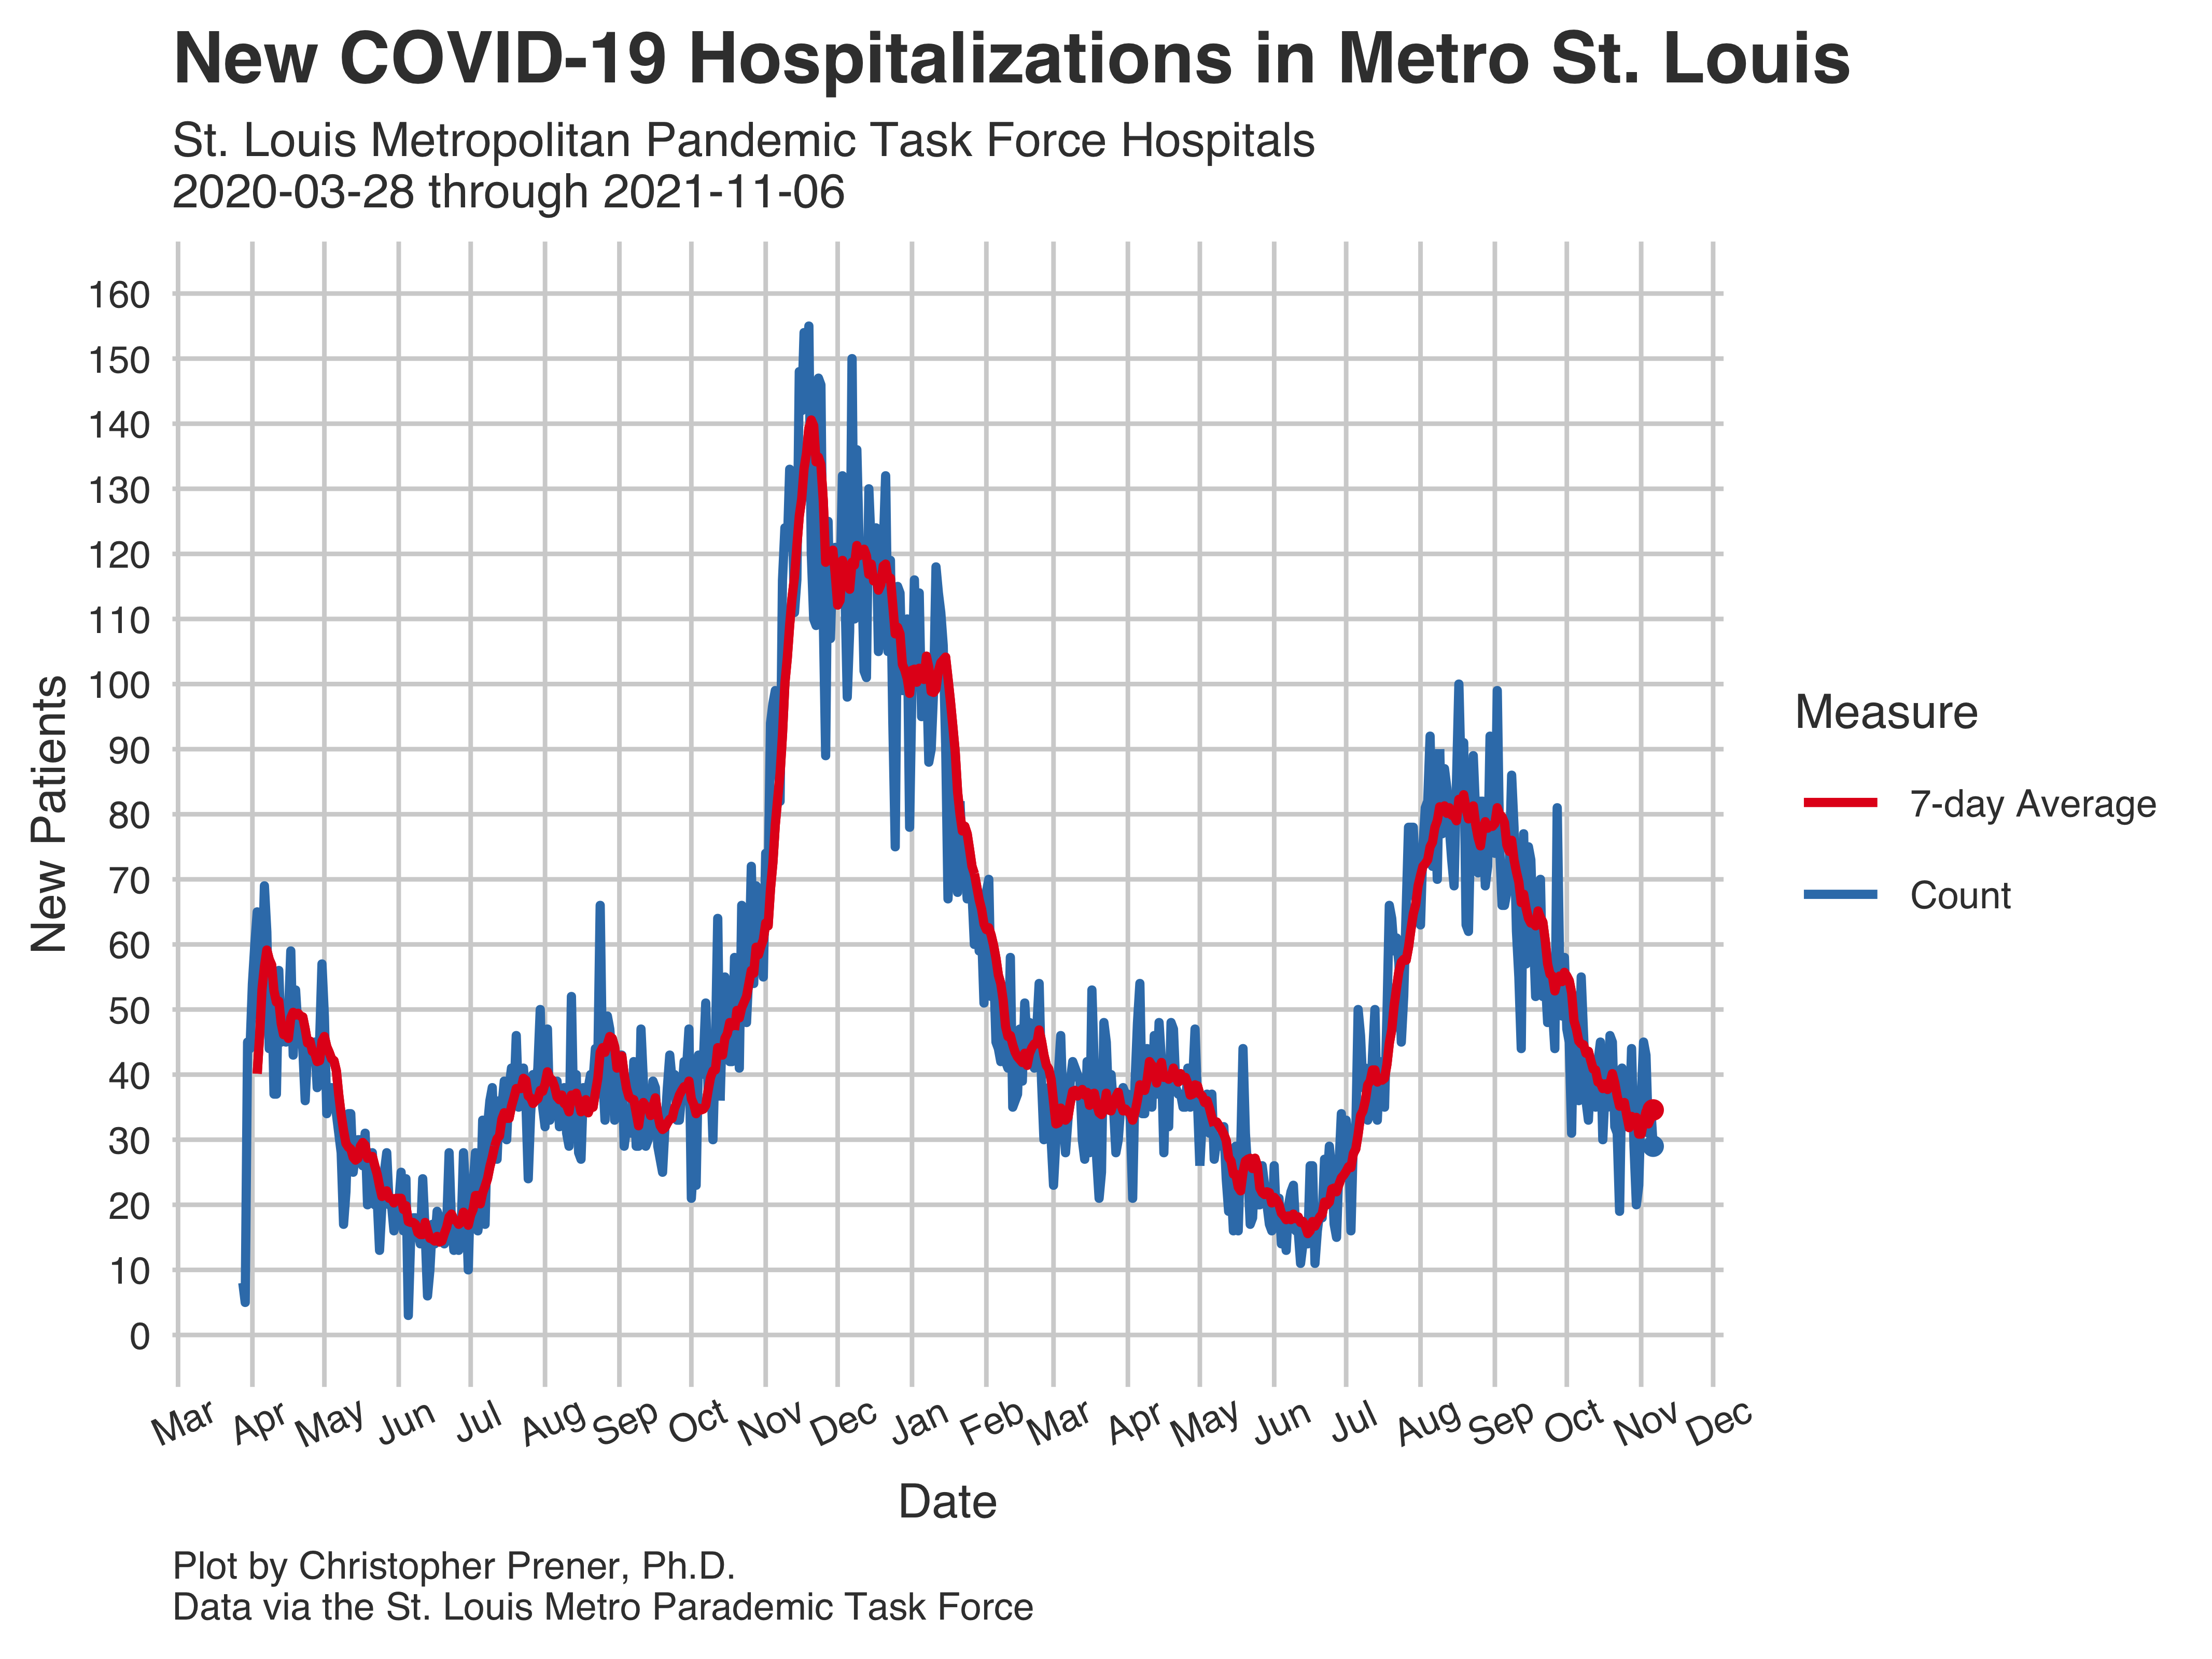 New COVID-19 Hospitalizations in Metro St. Louis
St. Louis Metropolitan Pandemic Task Force Hospitals
2020-03-28 through 2021-11-06
160
150
140
130
120
110
100
90
80
70
60
50
40
30
20
10
0
New Patients
Mar Apr May Jun Jul Aug Sep Oct Nov Dec Jan Feb Mar Apr May Jun Jul Aug Sep Oct Nov Dec
Date
Measure
7-day Average
Count
Plot by Christopher Prener, Ph.D.
Data via the St. Louis Metro Parademic Task Force